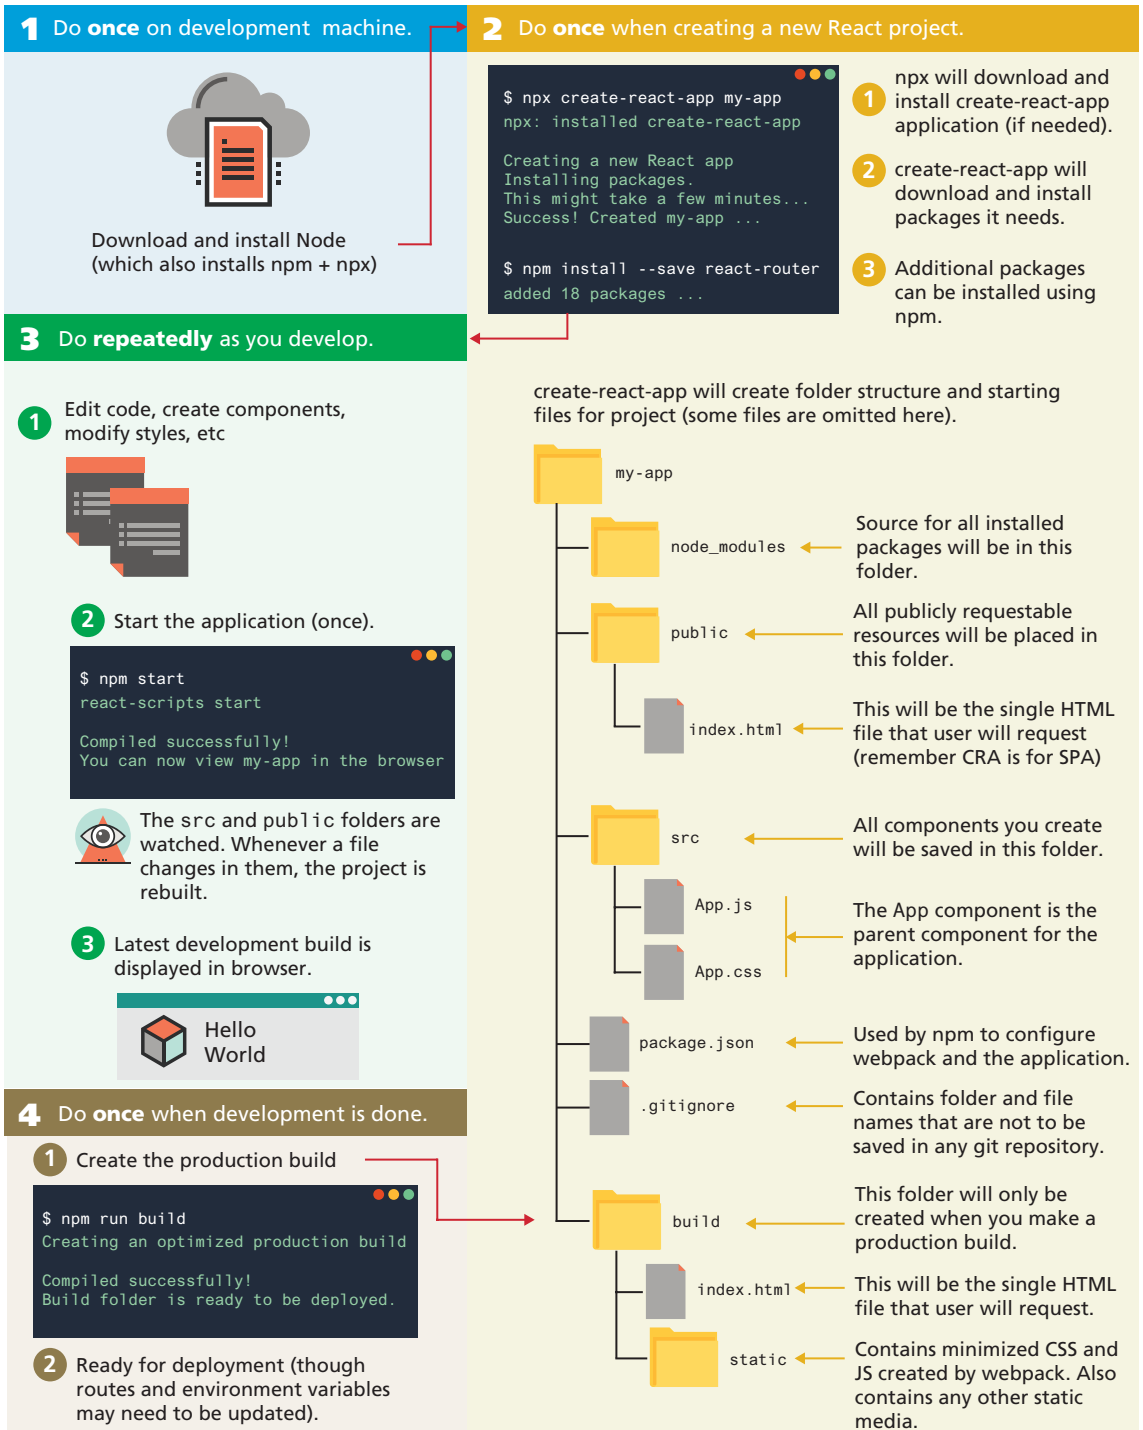 1 Do once on development machine.
Download and install Node
(which also installs npm + npx)
2 Do once when creating a new React project.
$ npx create-react-app my-app
npx: installed create-react-app
Creating a new React app
Installing packages.
This might take a few minutes...
Success! Created my-app ...
$ npm install --save react-router
added 18 packages ...
1 npx will download and
install create-react-app
application (if needed).
2 create-react-app will
download and install
packages it needs.
3 Additional packages
can be installed using
npm.
create-react-app will create folder structure and starting
files for project (some files are omitted here).
my-app
node_modules
Source for all installed
packages will be in this
folder.
public
All publicly requestable
resources will be placed in
this folder.
index.html
This will be the single HTML
file that user will request
(remember CRA is for SPA)
src
All components you create
will be saved in this folder.
App.js
App.css
The App component is the
parent component for the
application.
package.json
Used by npm to configure
webpack and the application.
.gitignore
Contains folder and file
names that are not to be
saved in any git repository.
build
This folder will only be
created when you make a
production build.
index.html
This will be the single HTML
file that user will request.
static
Contains minimized CSS and
JS created by webpack. Also
contains any other static
media.
3 Do repeatedly as you develop.
1 Edit code, create components,
modify styles, etc
2 Start the application (once).
$ npm start
react-scripts start
Compiled successfully!
You can now view my-app in the browser
The src and public folders are
watched. Whenever a file
changes in them, the project is
rebuilt.
3 Latest development build is
displayed in browser.
Hello
World
4 Do once when development is done.
1 Create the production build
$ npm run build
Creating an optimized production build
Compiled successfully!
Build folder is ready to be deployed.
2 Ready for deployment (though
routes and environment variables
may need to be updated).